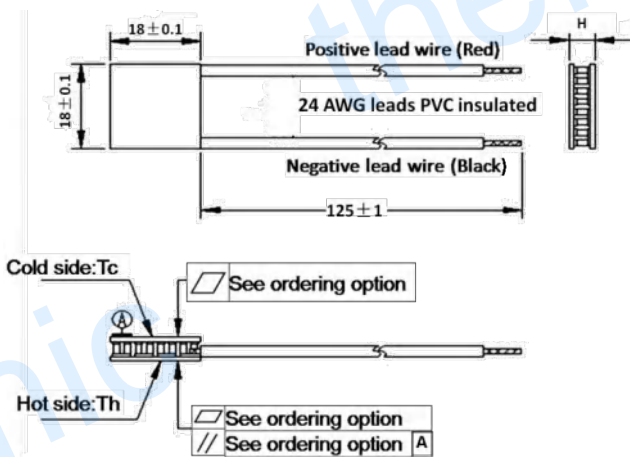 18±0.1
H
Positive lead wire (Red)
18±0.1
24 AWG leads PVC insulated
Negative lead wire (Black)
125±1
Cold side:Tc
See ordering option
A
Hot side:Th
See ordering option
// See ordering option A